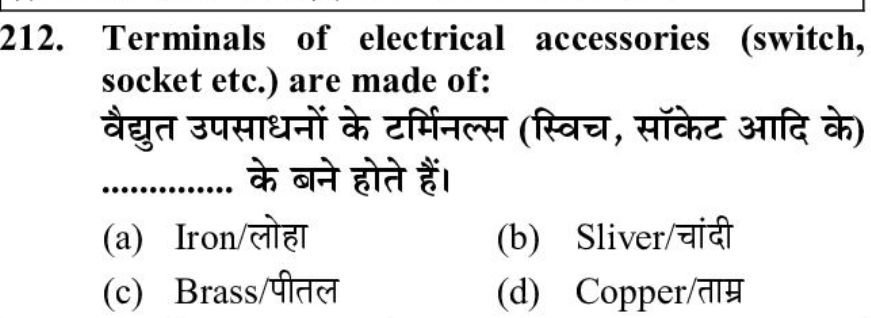 212. Terminals of electrical accessories (switch,
socket etc.) are made of:
वैद्युत उपसाधनों के टर्मिनल्स (स्विच, सॉकेट आदि के)
.............. के बने होते हैं।
(a) Iron/लोहा (b) Sliver/चांदी
(c) Brass/पीतल (d) Copper/ताम्र